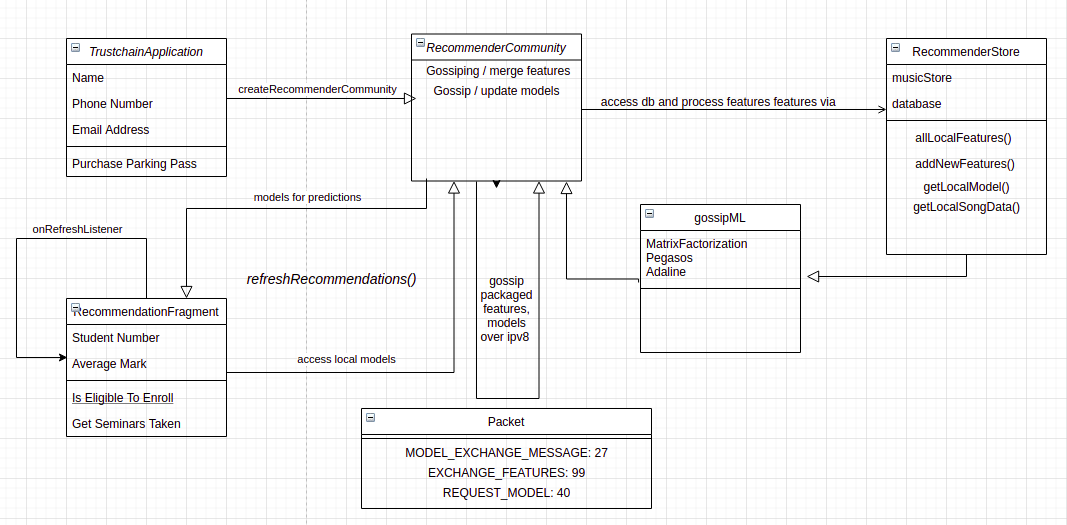 TrustchainApplication
Name
Phone Number
Email Address
Purchase Parking Pass
createRecommenderCommunity
RecommenderCommunity
Gossiping / merge features
Gossip / update models
access db and process features features via
RecommenderStore
musicStore
database
allLocalFeatures()
addNewFeatures()
getLocalModel()
getLocalSongData()
models for predictions
onRefreshListener
refreshRecommendations()
gossip
packaged
features,
models
over ipv8
gossipML
MatrixFactorization
Pegasos
Adaline
RecommendationFragment
Student Number
Average Mark
Is Eligible To Enroll
Get Seminars Taken
access local models
Packet
MODEL_EXCHANGE_MESSAGE: 27
EXCHANGE_FEATURES: 99
REQUEST_MODEL: 40